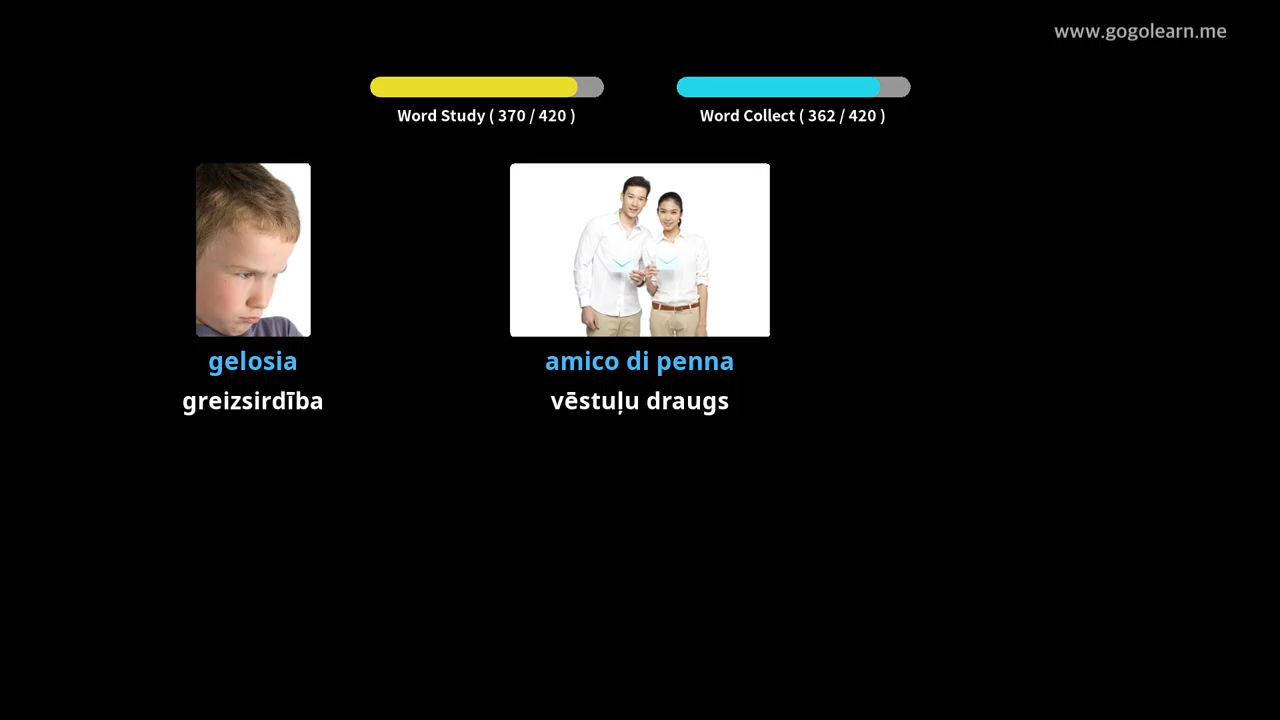 www.gogolearn.me
Word Study ( 370 / 420 )
Word Collect ( 362 / 420 )
gelosia
greizsirdība
amico di penna
vēstuļu draugs